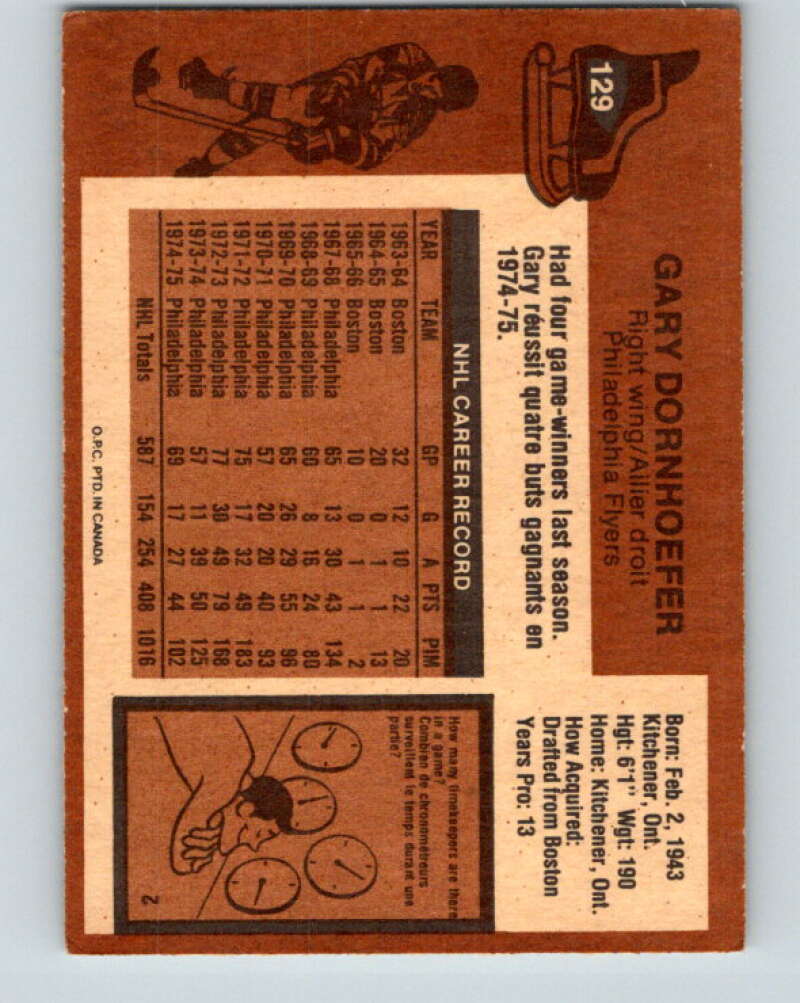 129
GARY DORNHOEFER
Right wing/Ailier droit
Philadelphia Flyers
Born: Feb. 2, 1943
Kitchener, Ont.
Hgt: 6'1" Wgt: 190
Home: Kitchener, Ont.
How Acquired:
Drafted from Boston
Years Pro: 13
Had four game-winners last season.
Gary réussit quatre buts gagnants en
1974-75.
NHL CAREER RECORD
YEAR TEAM GP G A PTS PIM
1963-64 Boston 32 12 10 22 20
1964-65 Boston 20 0 1 1 13
1965-66 Boston 10 0 1 1 2
1967-68 Philadelphia 65 13 30 43 134
1968-69 Philadelphia 60 8 16 24 80
1969-70 Philadelphia 65 26 29 55 96
1970-71 Philadelphia 57 20 20 40 93
1971-72 Philadelphia 75 17 32 49 183
1972-73 Philadelphia 77 30 49 79 168
1973-74 Philadelphia 57 11 39 50 125
1974-75 Philadelphia 69 17 27 44 102
NHL Totals 587 154 254 408 1016
How many timekeepers are there
in a game?
Combien de chronométreurs
surveillent le temps durant une
partie?
2
O.P.C. PTD. IN CANADA